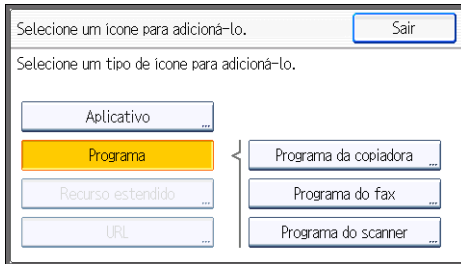 Selecione um ícone para adicioná-lo.
Sair
Selecione um tipo de ícone para adicioná-lo.
Aplicativo
Programa
Programa da copiadora
Recurso estendido
Programa do fax
URL
Programa do scanner